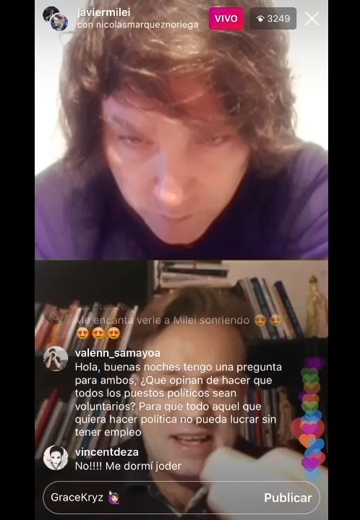 javiermilei
con nicolasmarqueznoriega
VIVO
3249
Me encanta verle a Milei sonriendo 😍 😍
😍 😍 😍
valenn_samayoa
Hola, buenas noches tengo una pregunta
para ambos, ¿Que opinan de hacer que
todos los puestos políticos sean
voluntarios? Para que todo aquel que
quiera hacer política no pueda lucrar sin
tener empleo
vincentdeza
No!!!! Me dormí joder
GraceKryz 🙋🏻‍♀️
Publicar